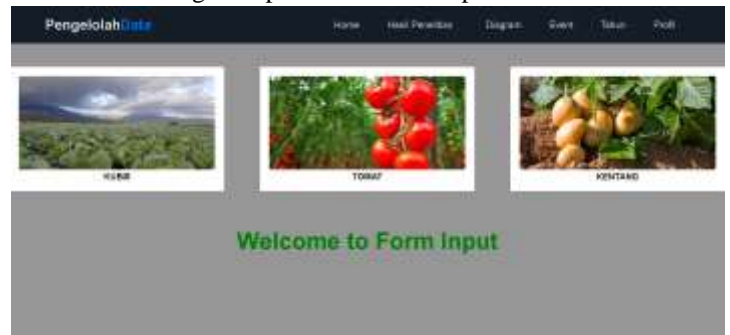 PengelolahData
Home Hasil Penelitian Diagram Event Tahun Profil
KUBIS TOMAT KENTANG
Welcome to Form Input